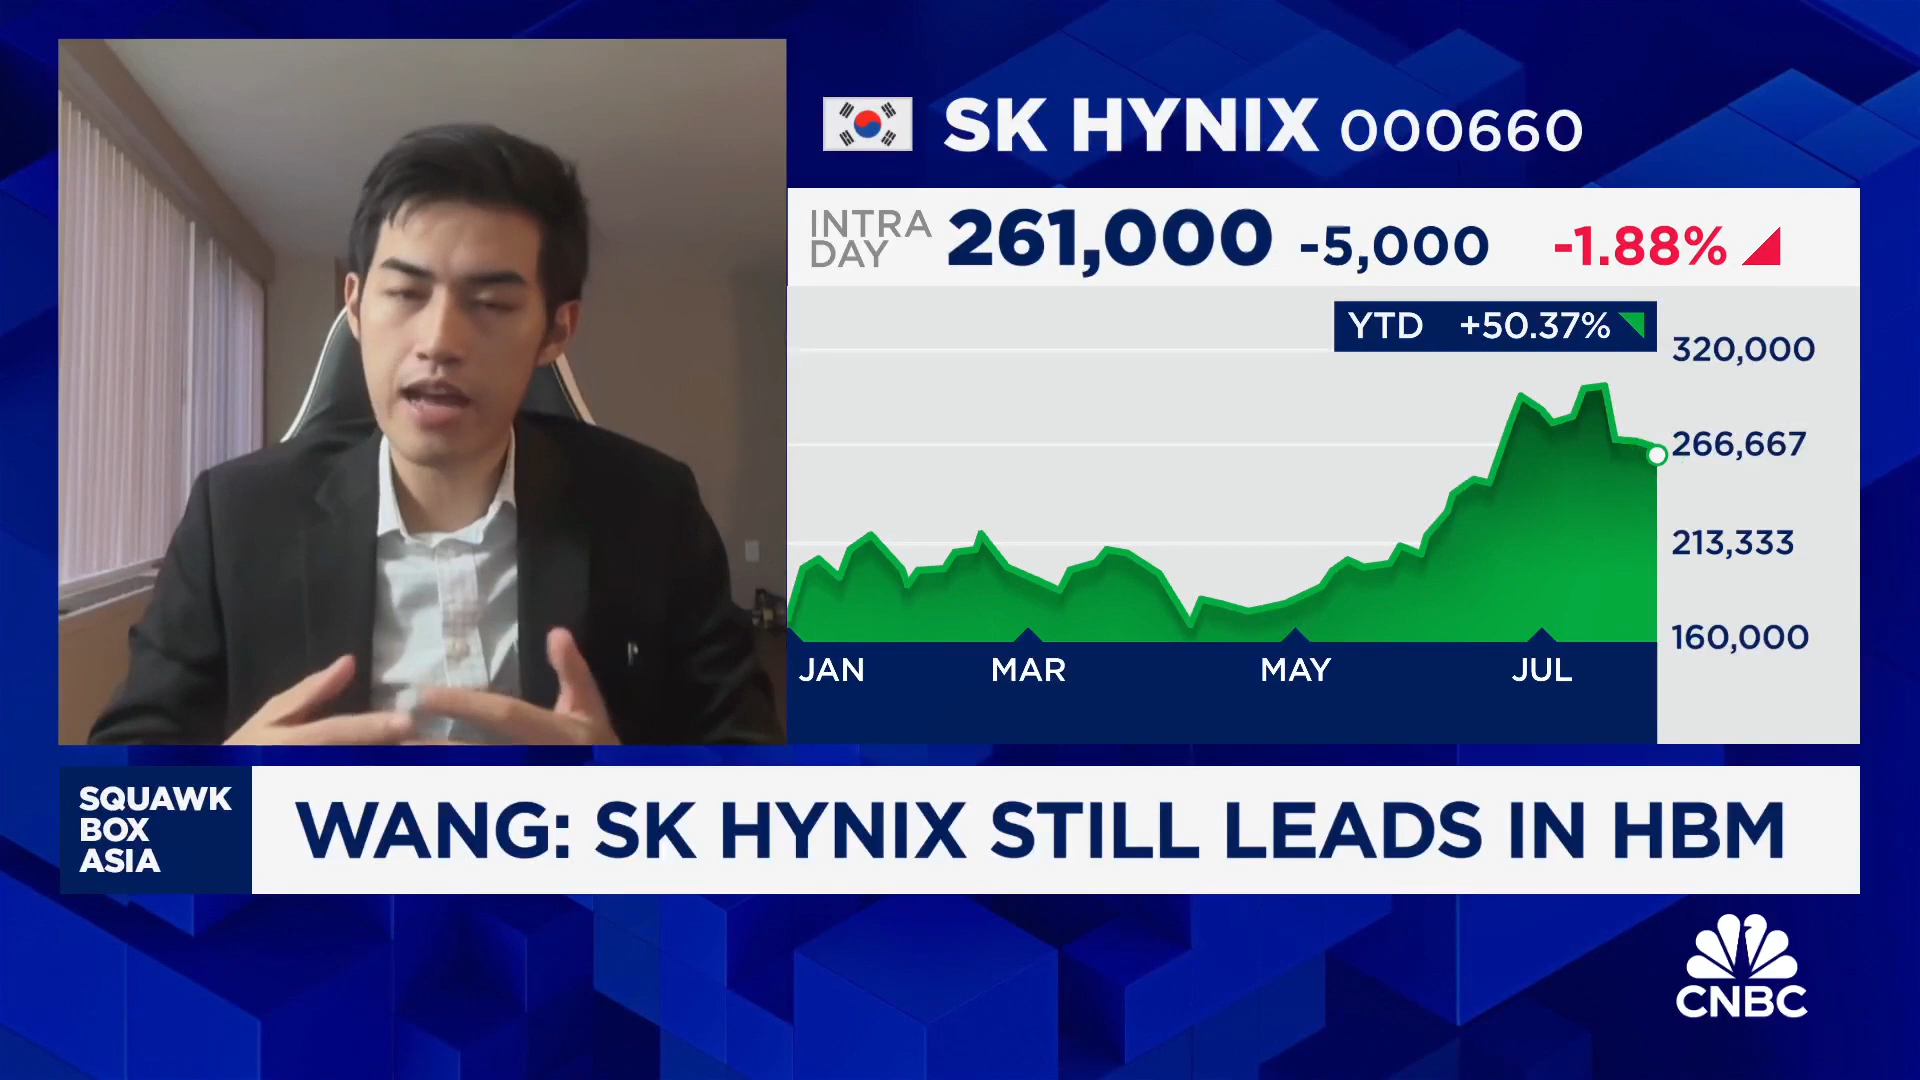 SK HYNIX 000660
INTRA
DAY
261,000 -5,000 -1.88%
YTD +50.37%
320,000
266,667
213,333
160,000
JAN MAR MAY JUL
SQUAWK
BOX
ASIA
WANG: SK HYNIX STILL LEADS IN HBM
CNBC